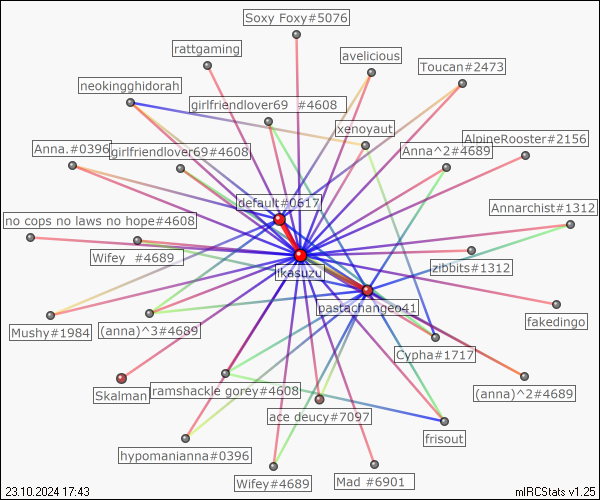 Soxy Foxy#5076
rattgaming
avelicious
Toucan#2473
neokingghidorah
girlfriendlover69 #4608
xenoyaut
AlpineRooster#2156
Anna.#0396
girlfriendlover69#4608
Anna^2#4689
default#0617
Annarchist#1312
no cops no laws no hope#4608
Wifey #4689
zibbits#1312
ikasuzu
pastachangeo41
fakedingo
Mushy#1984
(anna)^3#4689
Cypha#1717
Skalman
ramshackle gorey#4608
(anna)^2#4689
ace deucy#7097
frisout
hypomanianna#0396
Wifey#4689
Mad #6901
23.10.2024 17:43
mIRCStats v1.25